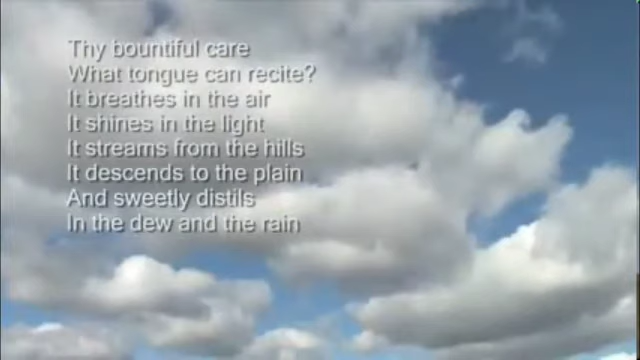 Thy bountiful care
What tongue can recite?
It breathes in the air
It shines in the light
It streams from the hills
It descends to the plain
And sweetly distils
In the dew and the rain